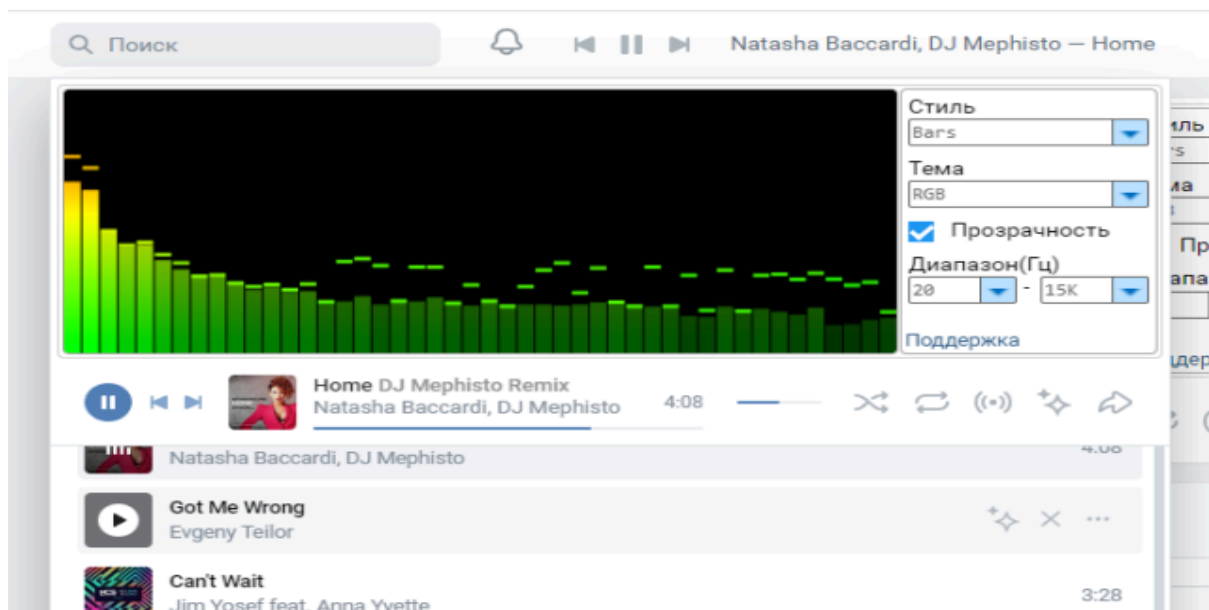 Поиск
Natasha Baccardi, DJ Mephisto — Home
Стиль
Bars
Тема
RGB
Прозрачность
Диапазон(Гц)
20 - 15K
Поддержка
Home DJ Mephisto Remix
Natasha Baccardi, DJ Mephisto
4:08
Natasha Baccardi, DJ Mephisto
4:08
Got Me Wrong
Evgeny Teilor
Can't Wait
Jim Yosef feat. Anna Yvette
3:28